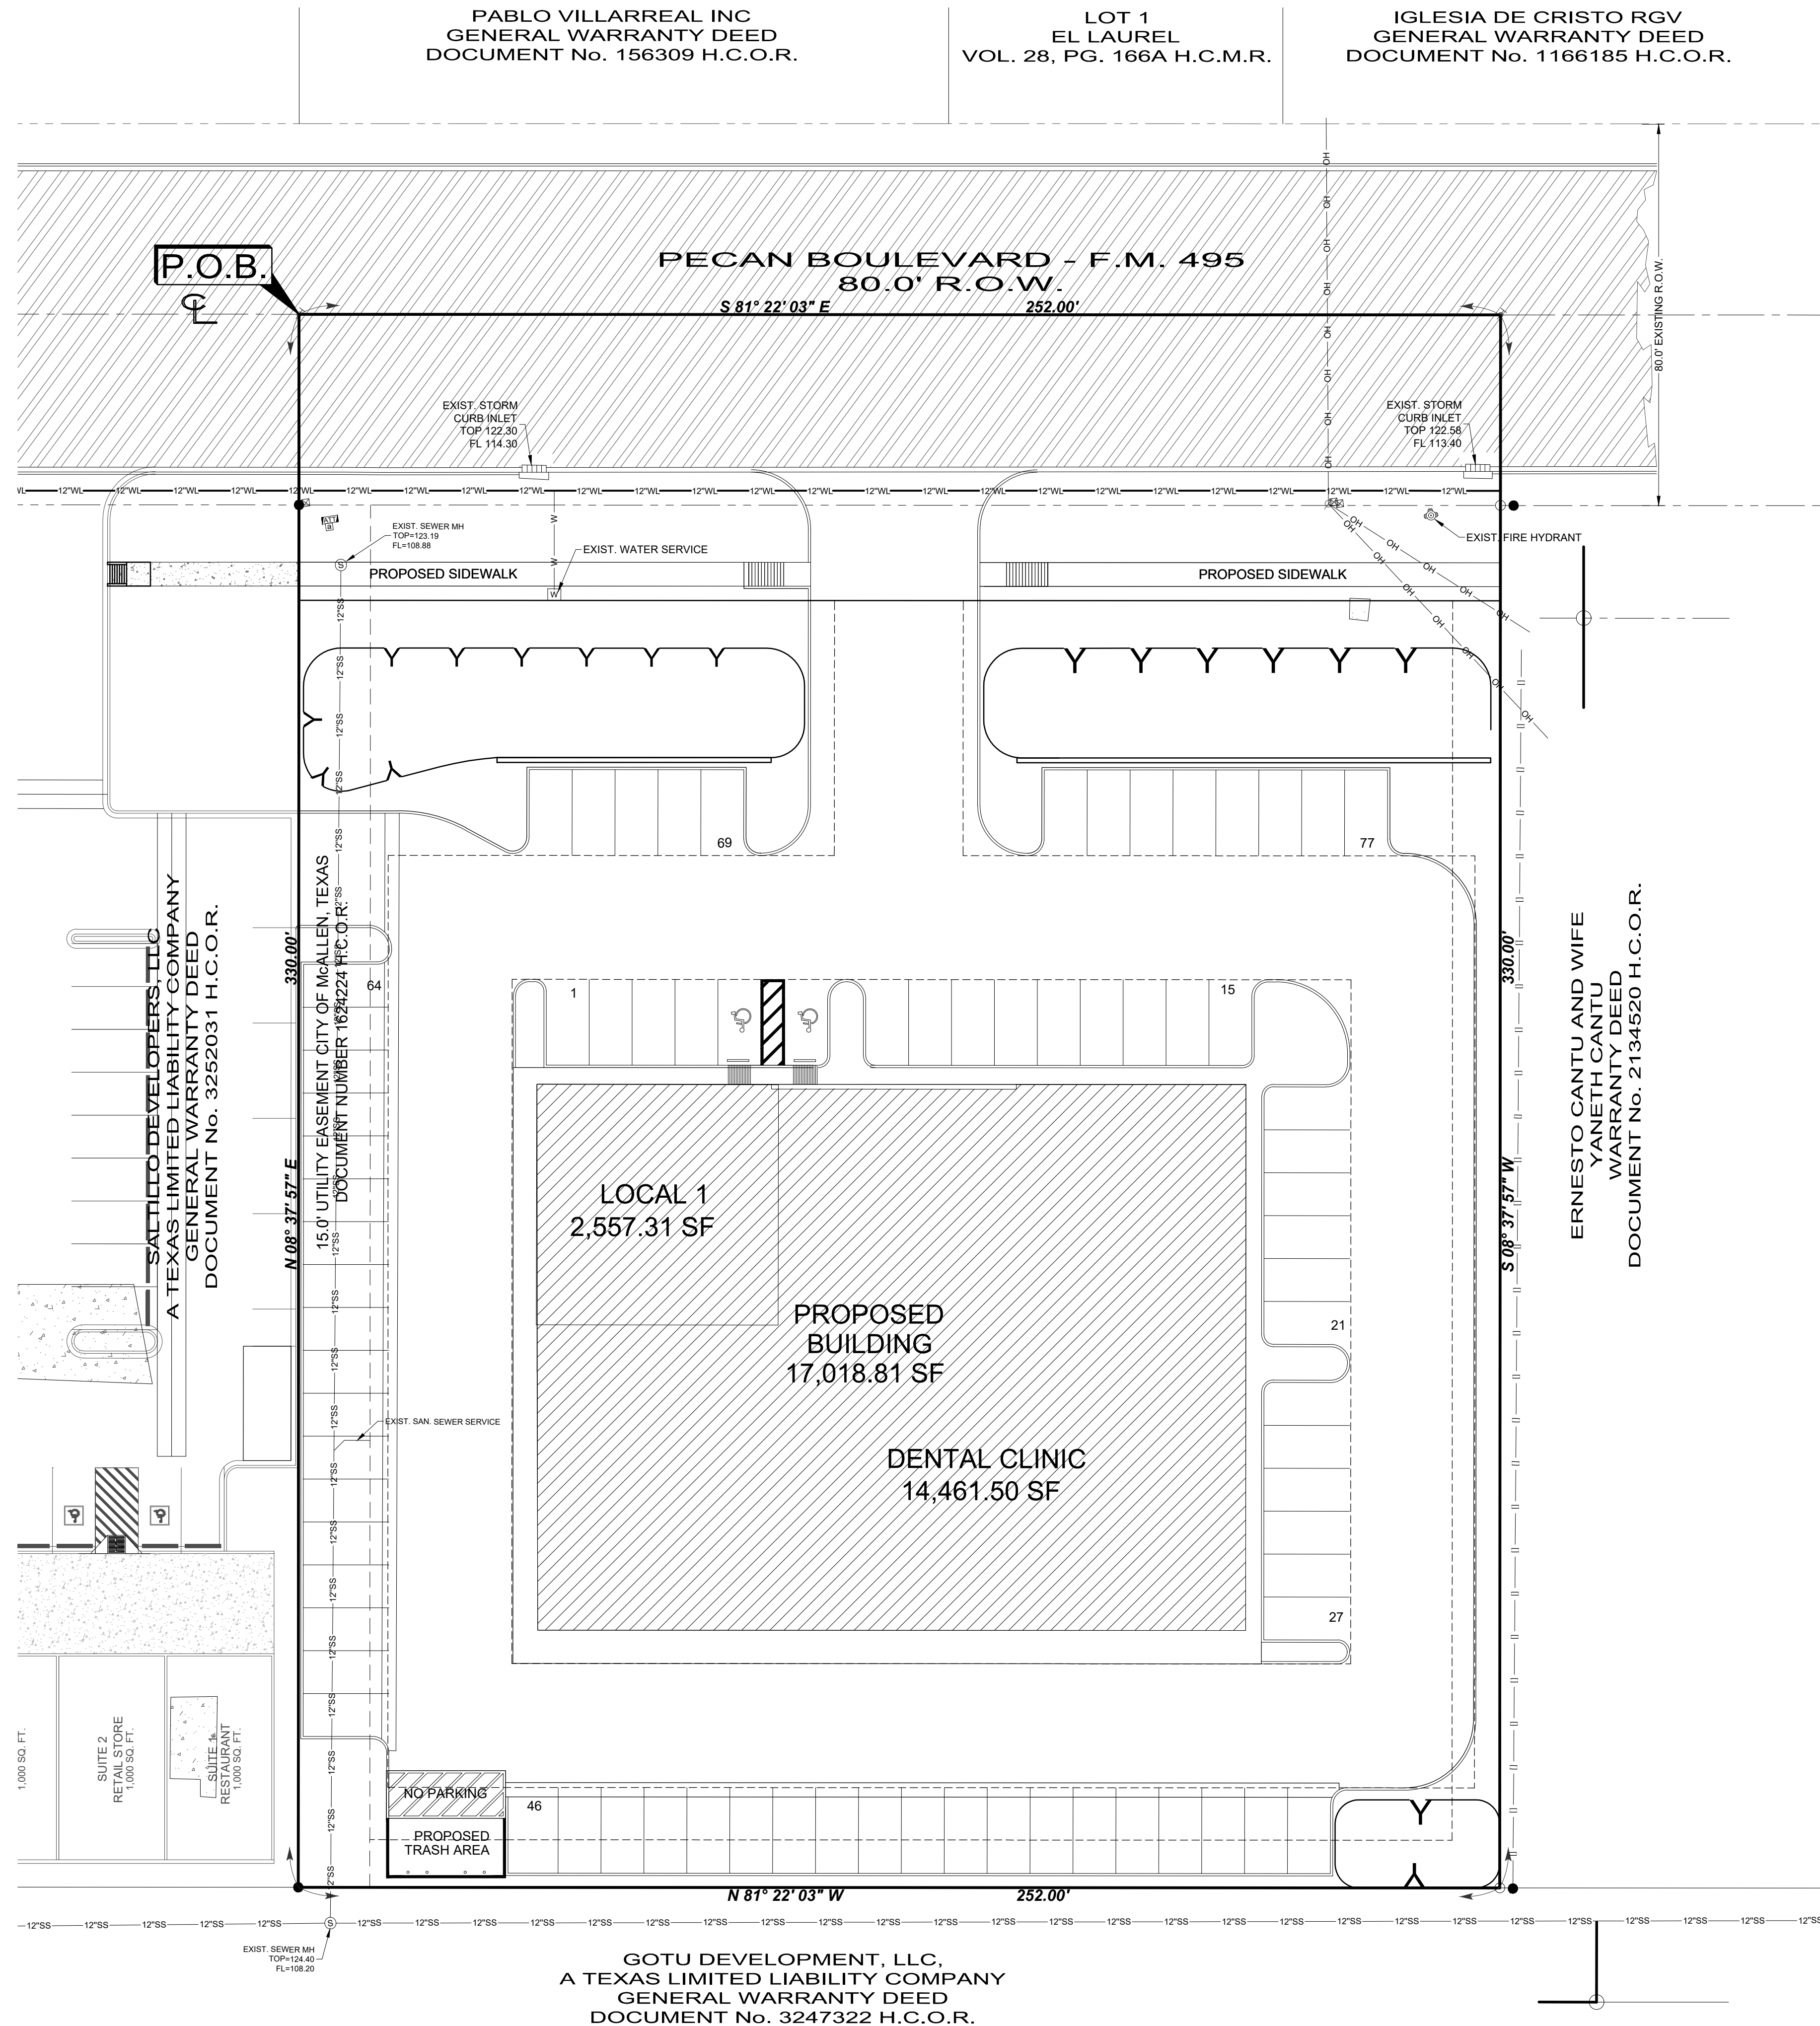 PABLO VILLARREAL INC
GENERAL WARRANTY DEED
DOCUMENT No. 156309 H.C.O.R.
LOT 1
EL LAUREL
VOL. 28, PG. 166A H.C.M.R.
IGLESIA DE CRISTO RGV
GENERAL WARRANTY DEED
DOCUMENT No. 1166185 H.C.O.R.
P.O.B.
PECAN BOULEVARD - F.M. 495
80.0' R.O.W.
S 81° 22' 03" E
252.00'
80.0' EXISTING R.O.W.
EXIST. STORM
CURB INLET
TOP 122.30
FL 114.30
EXIST. STORM
CURB INLET
TOP 122.58
FL 113.40
12"WL
OH
ATT
EXIST. SEWER MH
TOP=123.19
FL=108.88
EXIST. WATER SERVICE
EXIST. FIRE HYDRANT
S
W
PROPOSED SIDEWALK
PROPOSED SIDEWALK
12"SS
69
77
SALTILLO DEVELOPERS, LLC
A TEXAS LIMITED LIABILITY COMPANY
GENERAL WARRANTY DEED
DOCUMENT No. 3252031 H.C.O.R.
330.00'
N 08° 37' 57" E
15.0' UTILITY EASEMENT CITY OF McALLEN, TEXAS
DOCUMENT NUMBER 1624224 H.C.O.R.
64
1
15
330.00'
S 08° 37' 57" W
ERNESTO CANTU AND WIFE
YANETH CANTU
WARRANTY DEED
DOCUMENT No. 2134520 H.C.O.R.
LOCAL 1
2,557.31 SF
PROPOSED
BUILDING
17,018.81 SF
21
EXIST. SAN. SEWER SERVICE
DENTAL CLINIC
14,461.50 SF
27
1,000 SQ. FT.
SUITE 2
RETAIL STORE
1,000 SQ. FT.
SUITE 1
RESTAURANT
1,000 SQ. FT.
NO PARKING
46
PROPOSED
TRASH AREA
N 81° 22' 03" W
252.00'
12"SS
S
EXIST. SEWER MH
TOP=124.40
FL=108.20
GOTU DEVELOPMENT, LLC,
A TEXAS LIMITED LIABILITY COMPANY
GENERAL WARRANTY DEED
DOCUMENT No. 3247322 H.C.O.R.